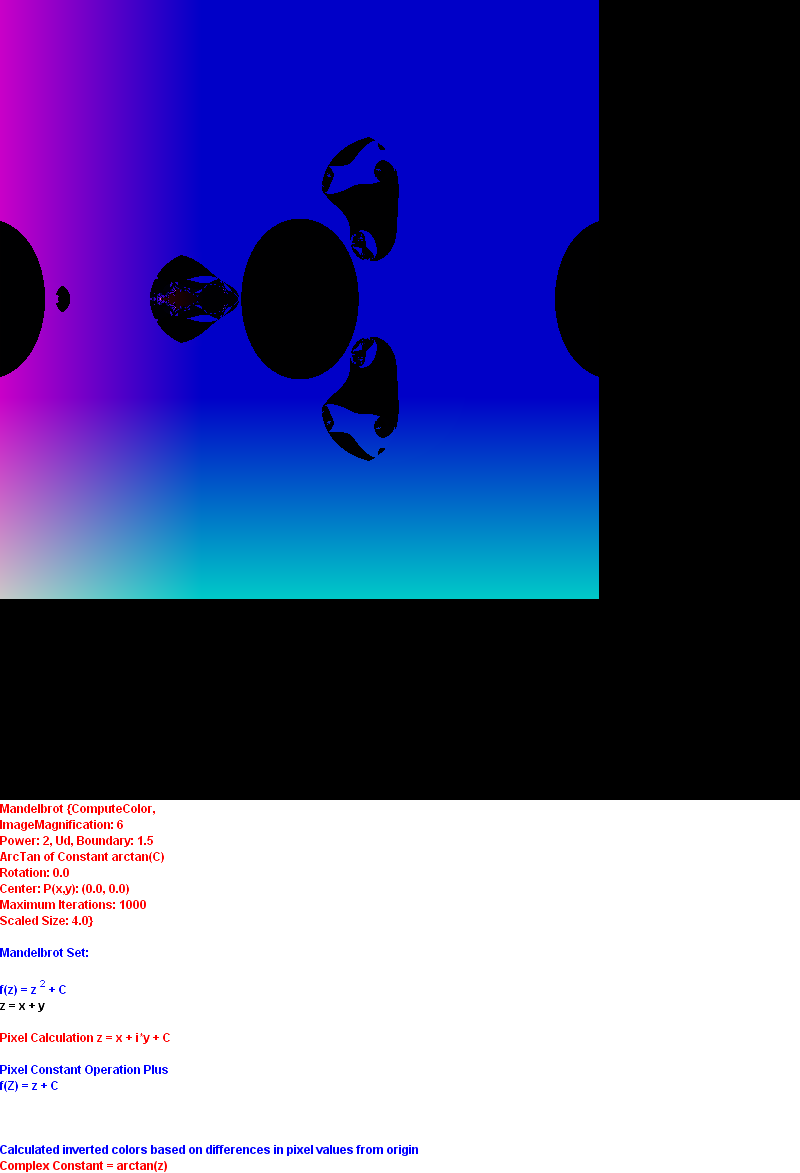 Mandelbrot {ComputeColor,
ImageMagnification: 6
Power: 2, Ud, Boundary: 1.5
ArcTan of Constant arctan(C)
Rotation: 0.0
Center: P(x,y): (0.0, 0.0)
Maximum Iterations: 1000
Scaled Size: 4.0}
Mandelbrot Set:
f(z) = z 2 + C
z = x + y
Pixel Calculation z = x + i*y + C
Pixel Constant Operation Plus
f(Z) = z + C
Calculated inverted colors based on differences in pixel values from origin
Complex Constant = arctan(z)